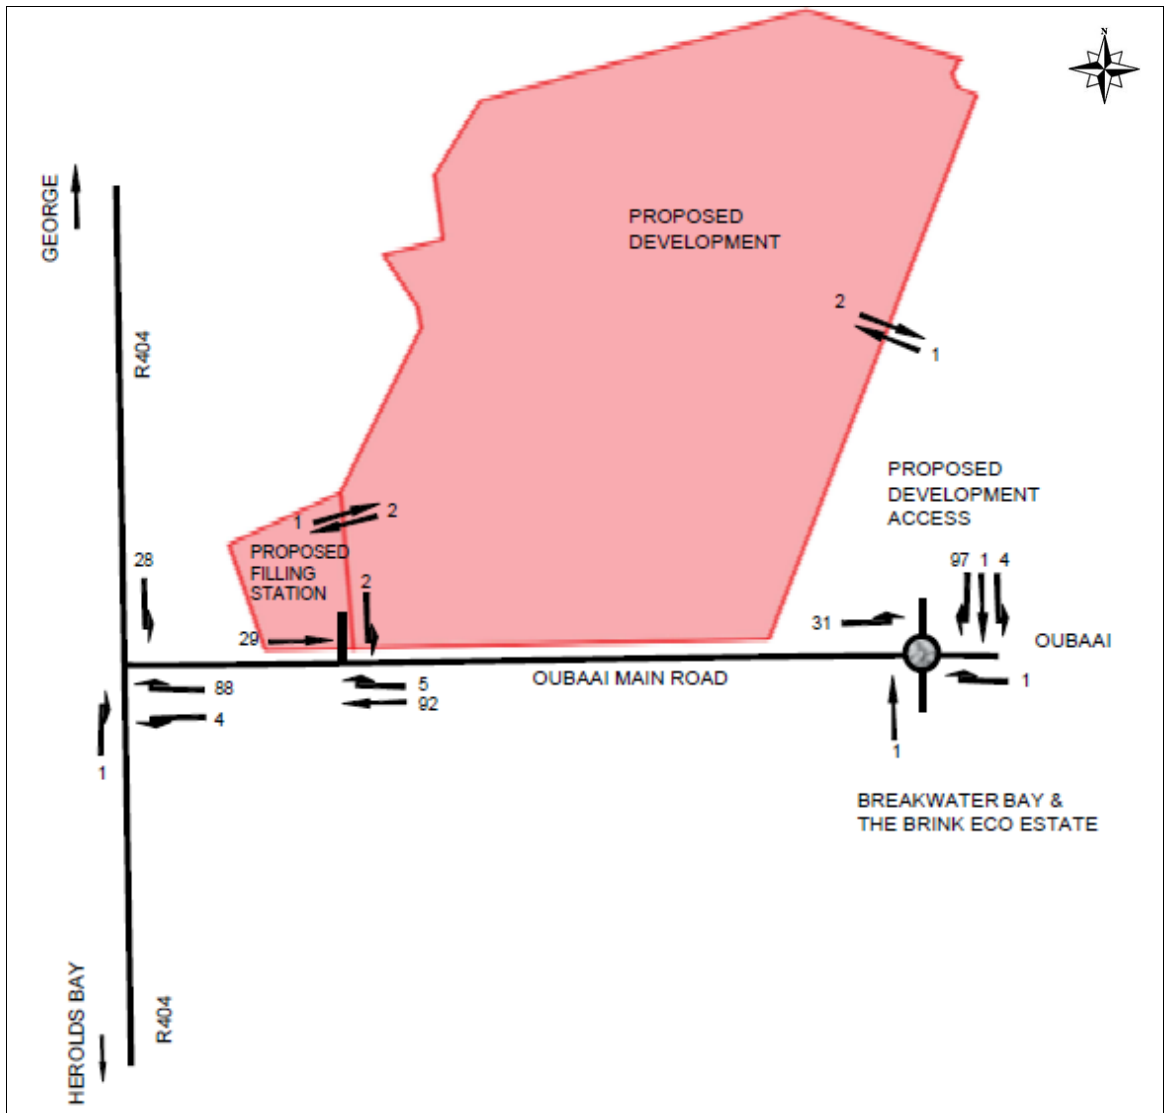 N
GEORGE
R404
PROPOSED
DEVELOPMENT
2
1
PROPOSED
DEVELOPMENT
ACCESS
1
2
PROPOSED
FILLING
STATION
28
2
29
97 1 4
31
OUBAAI
OUBAAI MAIN ROAD
88
4
5
92
1
1
1
BREAKWATER BAY &
THE BRINK ECO ESTATE
HEROLDS BAY
R404